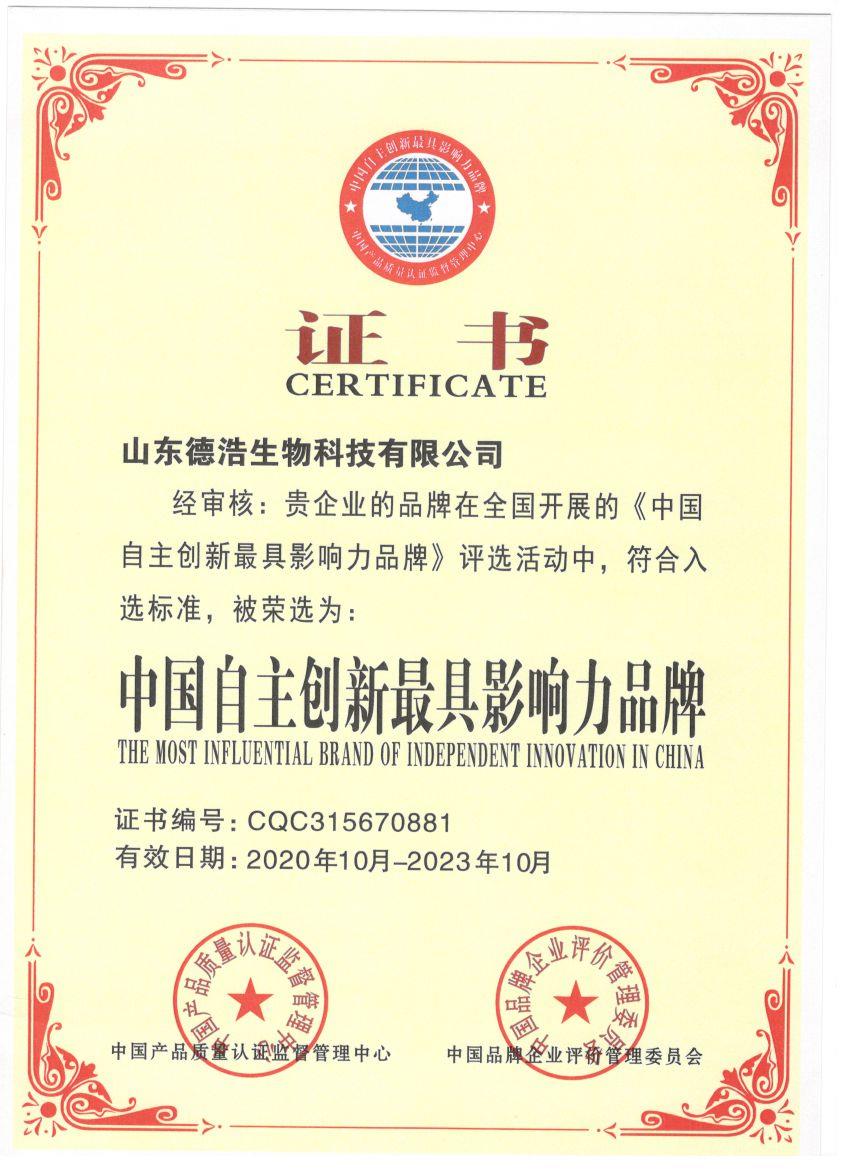 中国自主创新最具影响力品牌
中国产品质量认证监督管理中心
证 书
CERTIFICATE
山东德浩生物科技有限公司
经审核：贵企业的品牌在全国开展的《中国
自主创新最具影响力品牌》评选活动中，符合入
选标准，被荣选为：
中国自主创新最具影响力品牌
THE MOST INFLUENTIAL BRAND OF INDEPENDENT INNOVATION IN CHINA
证书编号：CQC315670881
有效日期：2020年10月–2023年10月
中国产品质量认证监督管理中心
中国品牌企业评价管理委员会
中国产品质量认证监督管理中心
中国品牌企业评价管理委员会